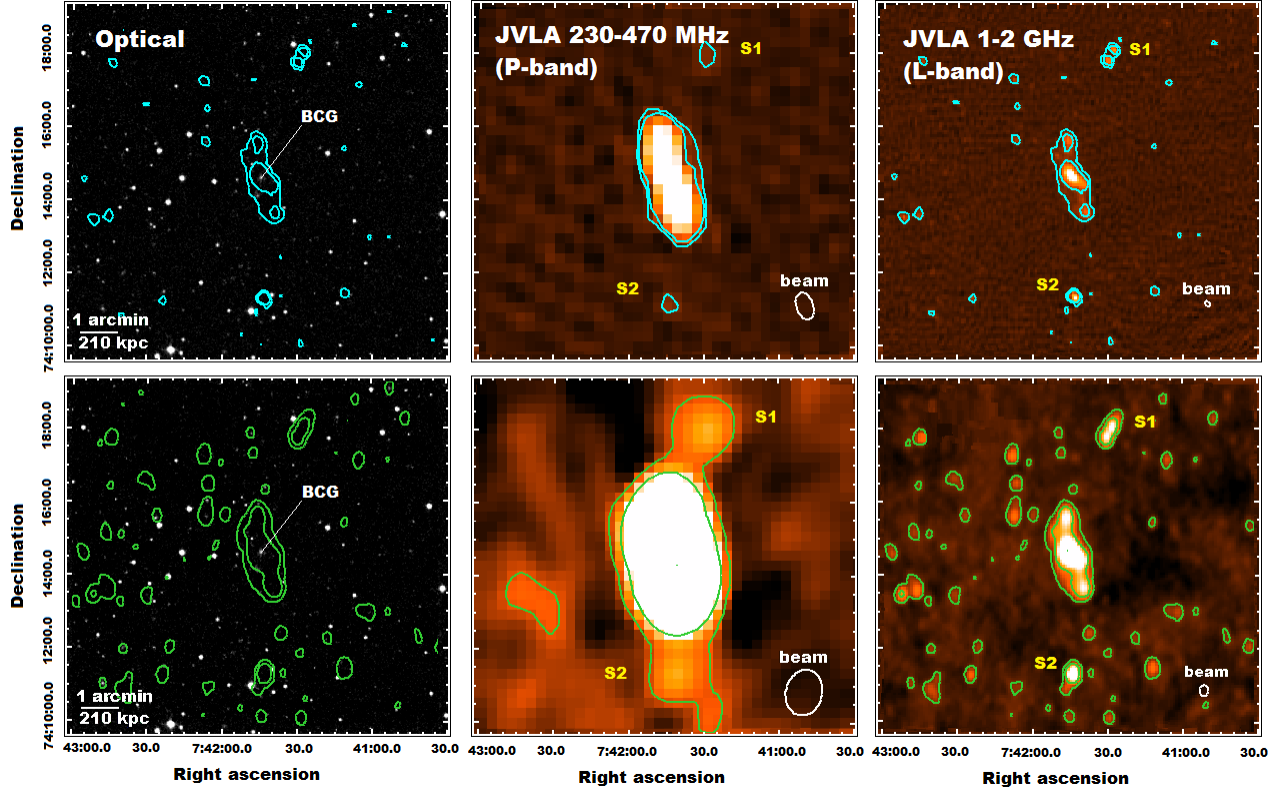 Optical
BCG
1 arcmin
210 kpc
JVLA 230-470 MHz
(P-band)
S1
S2
beam
JVLA 1-2 GHz
(L-band)
S1
S2
beam
Declination
18:00.0
16:00.0
14:00.0
12:00.0
74:10:00.0
BCG
1 arcmin
210 kpc
S1
S2
beam
S1
S2
beam
Declination
18:00.0
16:00.0
14:00.0
12:00.0
74:10:00.0
43:00.0 30.0 7:42:00.0 30.0 41:00.0 30.0
43:00.0 30.0 7:42:00.0 30.0 41:00.0 30.0
43:00.0 30.0 7:42:00.0 30.0 41:00.0 30.0
Right ascension
Right ascension
Right ascension